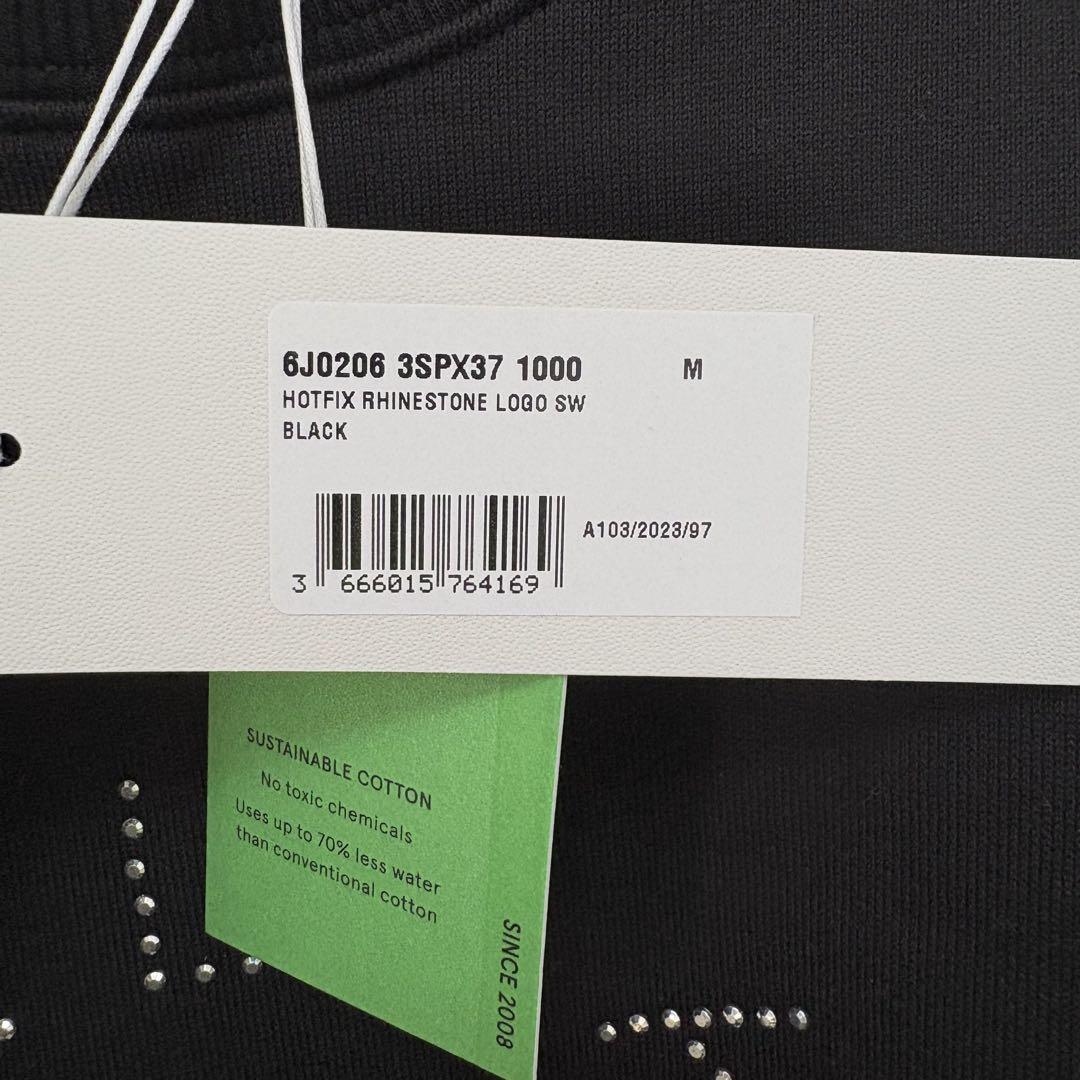 6J0206 3SPX37 1000 M
HOTFIX RHINESTONE LOGO SW
BLACK
A103/2023/97
3 666015 764169
SUSTAINABLE COTTON
No toxic chemicals
Uses up to 70% less water
than conventional cotton
SINCE 2008
L
T